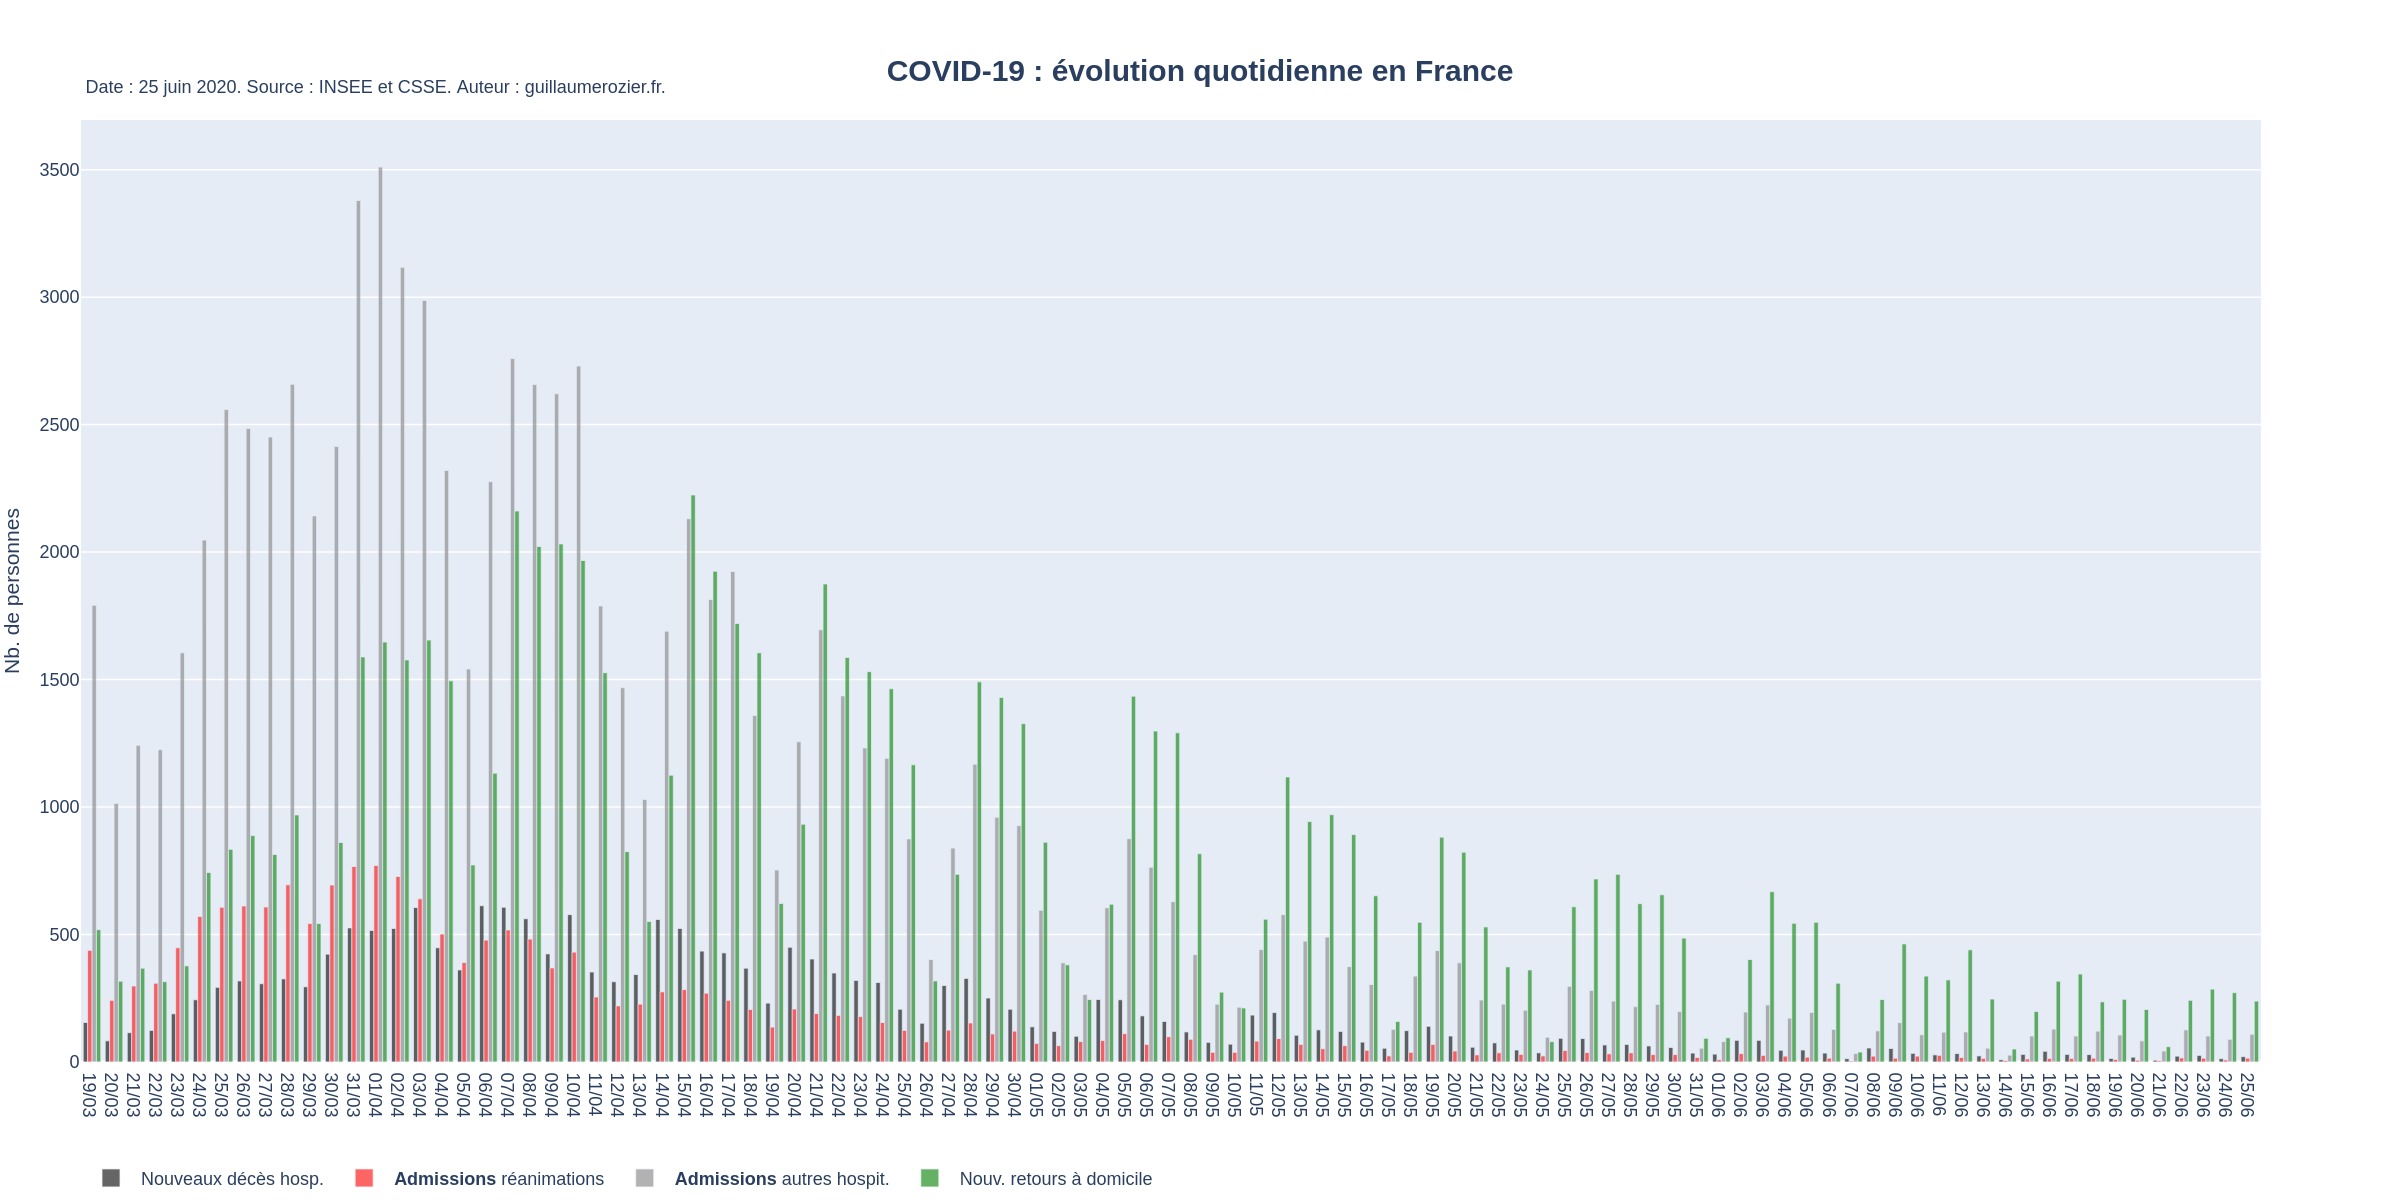 COVID-19 : évolution quotidienne en France
Date : 25 juin 2020. Source : INSEE et CSSE. Auteur : guillaumerozier.fr.
Nb. de personnes
3500
3000
2500
2000
1500
1000
500
0
19/03 20/03 21/03 22/03 23/03 24/03 25/03 26/03 27/03 28/03 29/03 30/03 31/03 01/04 02/04 03/04 04/04 05/04 06/04 07/04 08/04 09/04 10/04 11/04 12/04 13/04 14/04 15/04 16/04 17/04 18/04 19/04 20/04 21/04 22/04 23/04 24/04 25/04 26/04 27/04 28/04 29/04 30/04 01/05 02/05 03/05 04/05 05/05 06/05 07/05 08/05 09/05 10/05 11/05 12/05 13/05 14/05 15/05 16/05 17/05 18/05 19/05 20/05 21/05 22/05 23/05 24/05 25/05 26/05 27/05 28/05 29/05 30/05 31/05 01/06 02/06 03/06 04/06 05/06 06/06 07/06 08/06 09/06 10/06 11/06 12/06 13/06 14/06 15/06 16/06 17/06 18/06 19/06 20/06 21/06 22/06 23/06 24/06 25/06
Nouveaux décès hosp. Admissions réanimations Admissions autres hospit. Nouv. retours à domicile